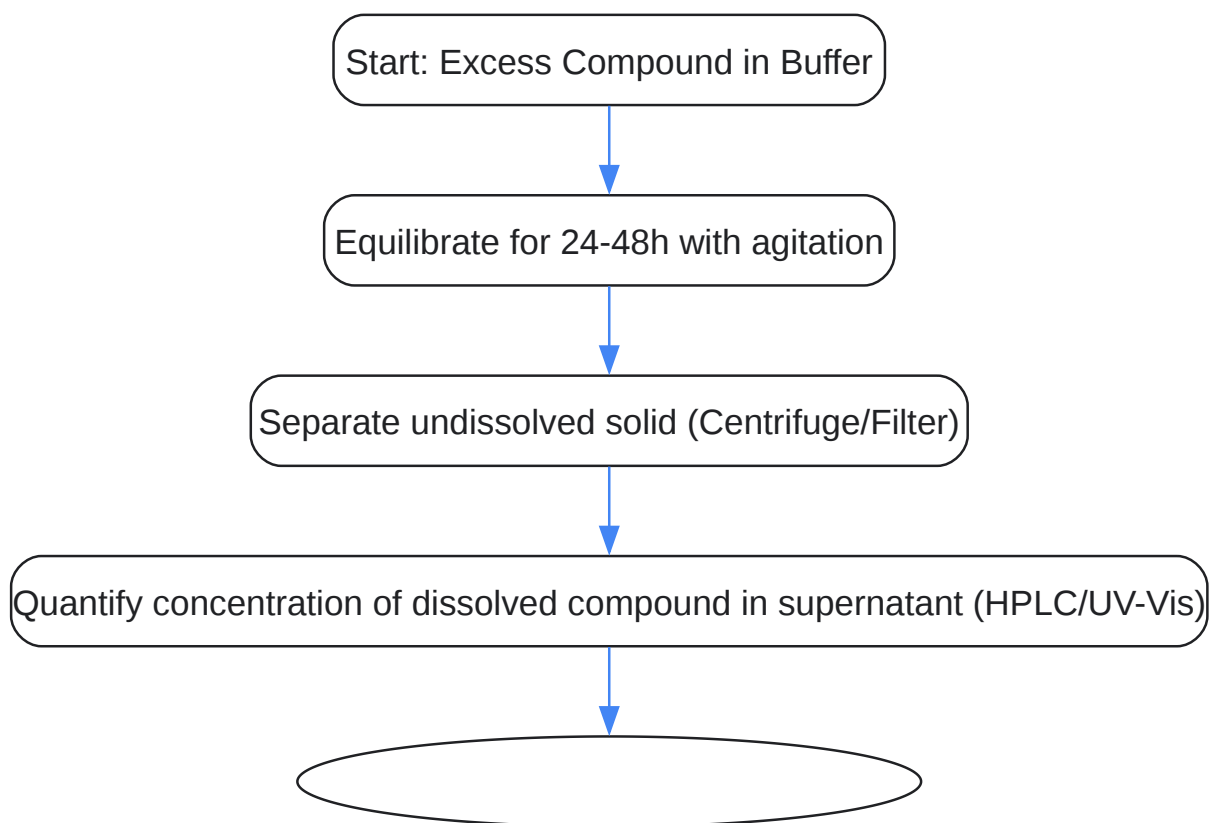 Start: Excess Compound in Buffer
Equilibrate for 24-48h with agitation
Separate undissolved solid (Centrifuge/Filter)
Quantify concentration of dissolved compound in supernatant (HPLC/UV-Vis)